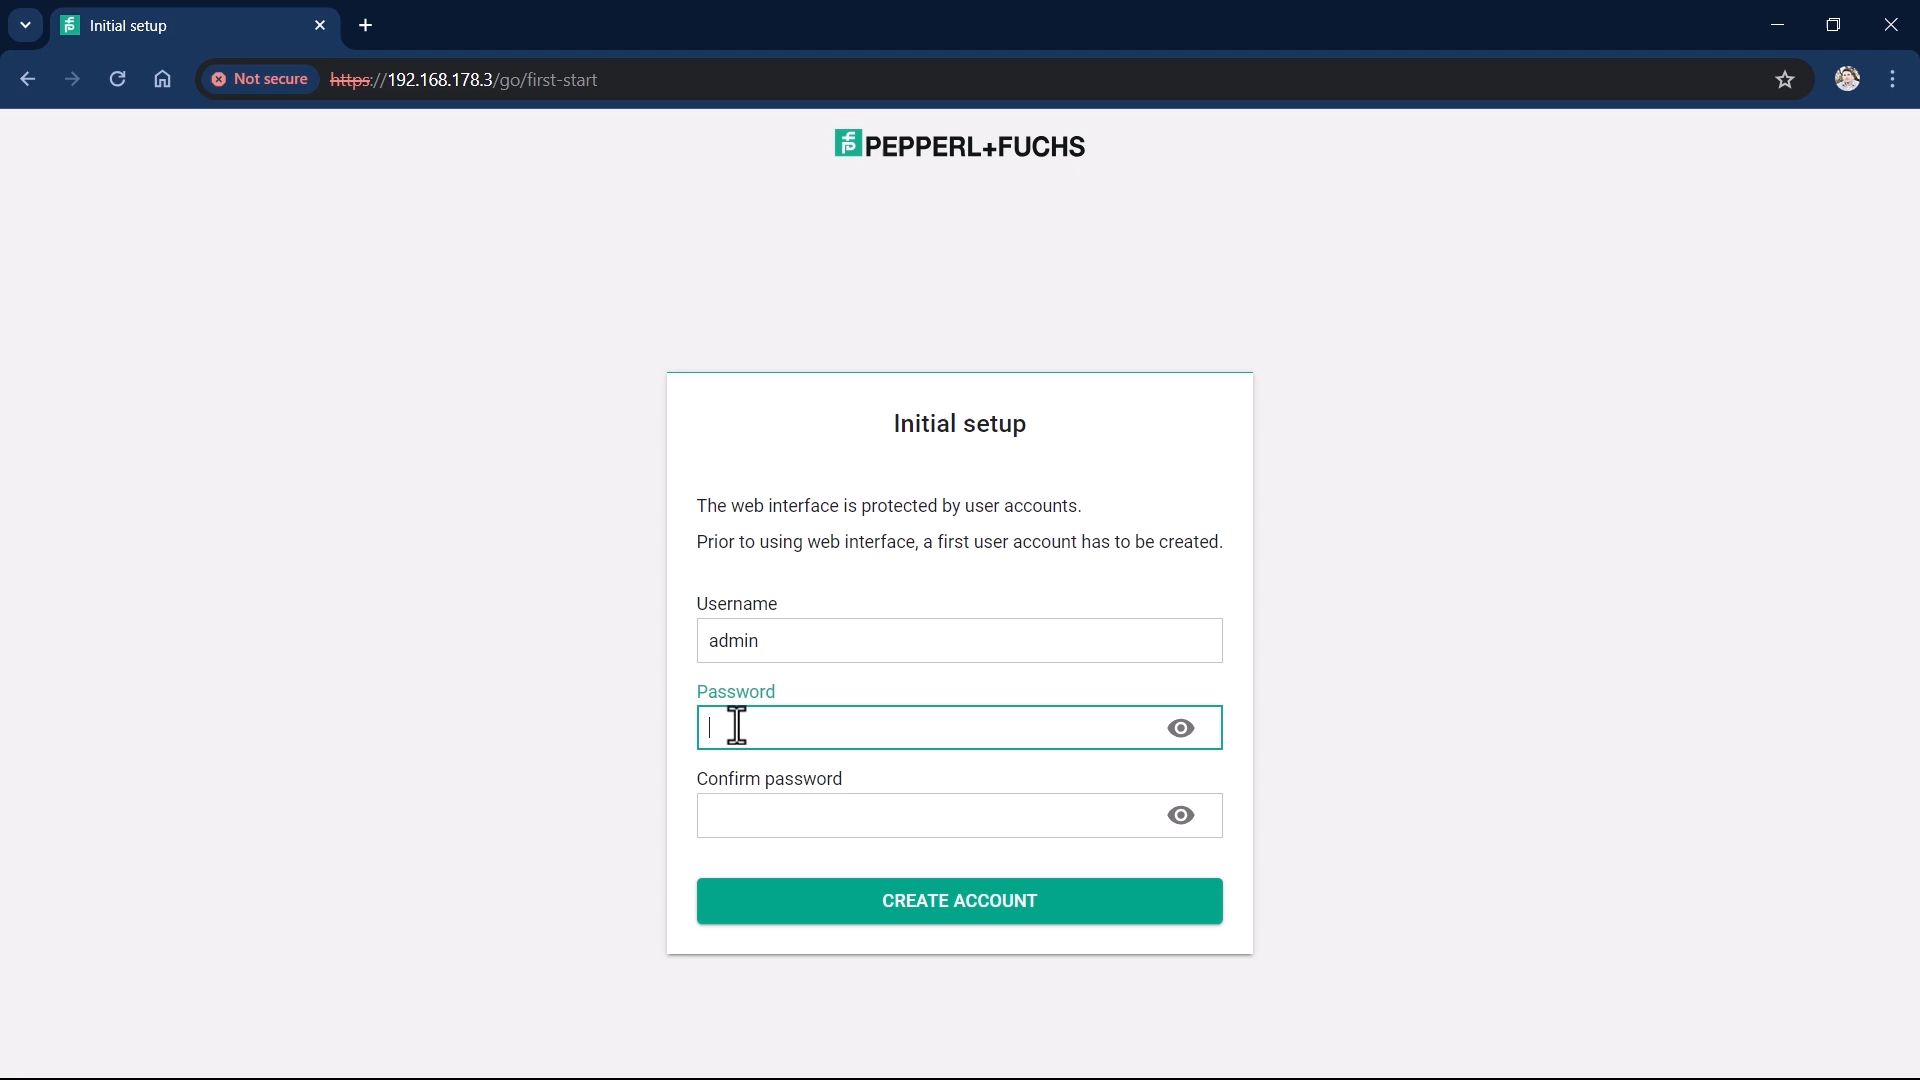 Initial setup
Not secure https://192.168.178.3/go/first-start
PEPPERL+FUCHS
Initial setup
The web interface is protected by user accounts.
Prior to using web interface, a first user account has to be created.
Username
admin
Password
Confirm password
CREATE ACCOUNT